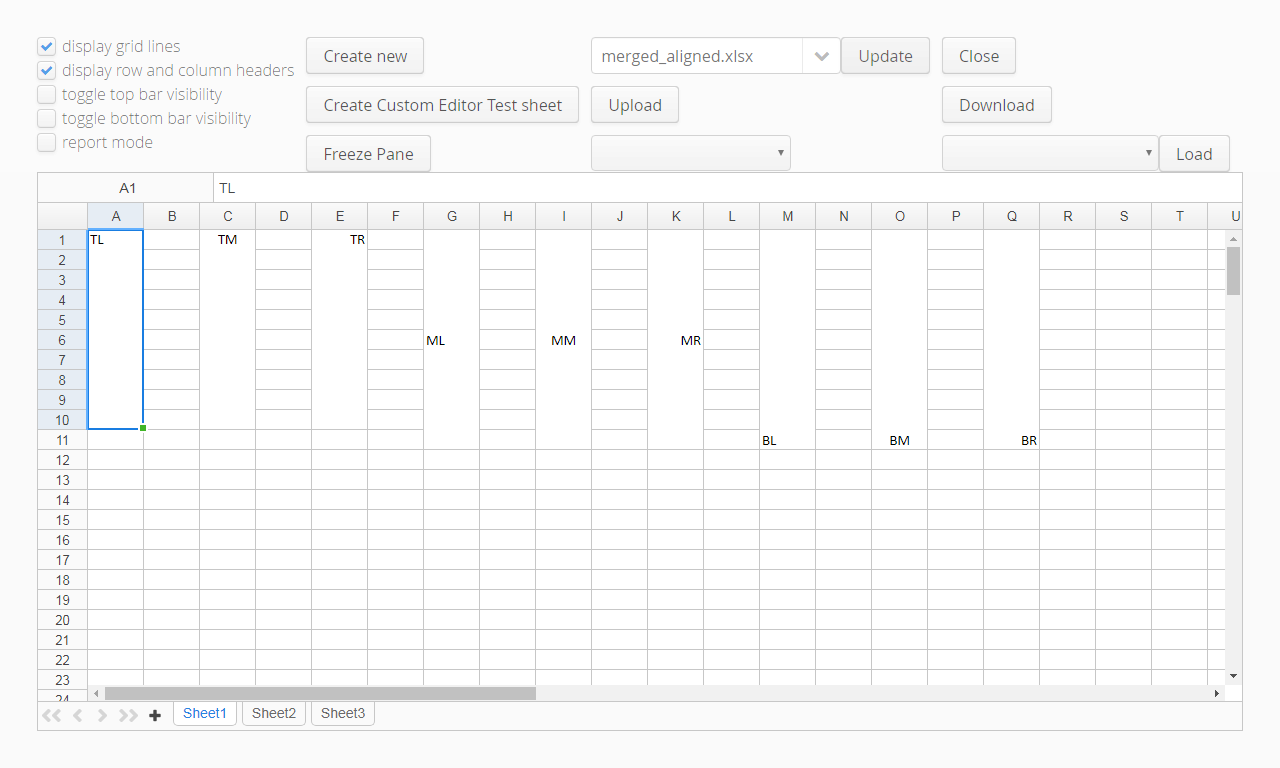 display grid lines
display row and column headers
toggle top bar visibility
toggle bottom bar visibility
report mode
Create new
merged_aligned.xlsx
Update
Close
Create Custom Editor Test sheet
Upload
Download
Freeze Pane
Load
A1
TL
A B C D E F G H I J K L M N O P Q R S T U
1 TL TM TR
2
3
4
5
6 ML MM MR
7
8
9
10
11 BL BM BR
12
13
14
15
16
17
18
19
20
21
22
23
24
Sheet1 Sheet2 Sheet3